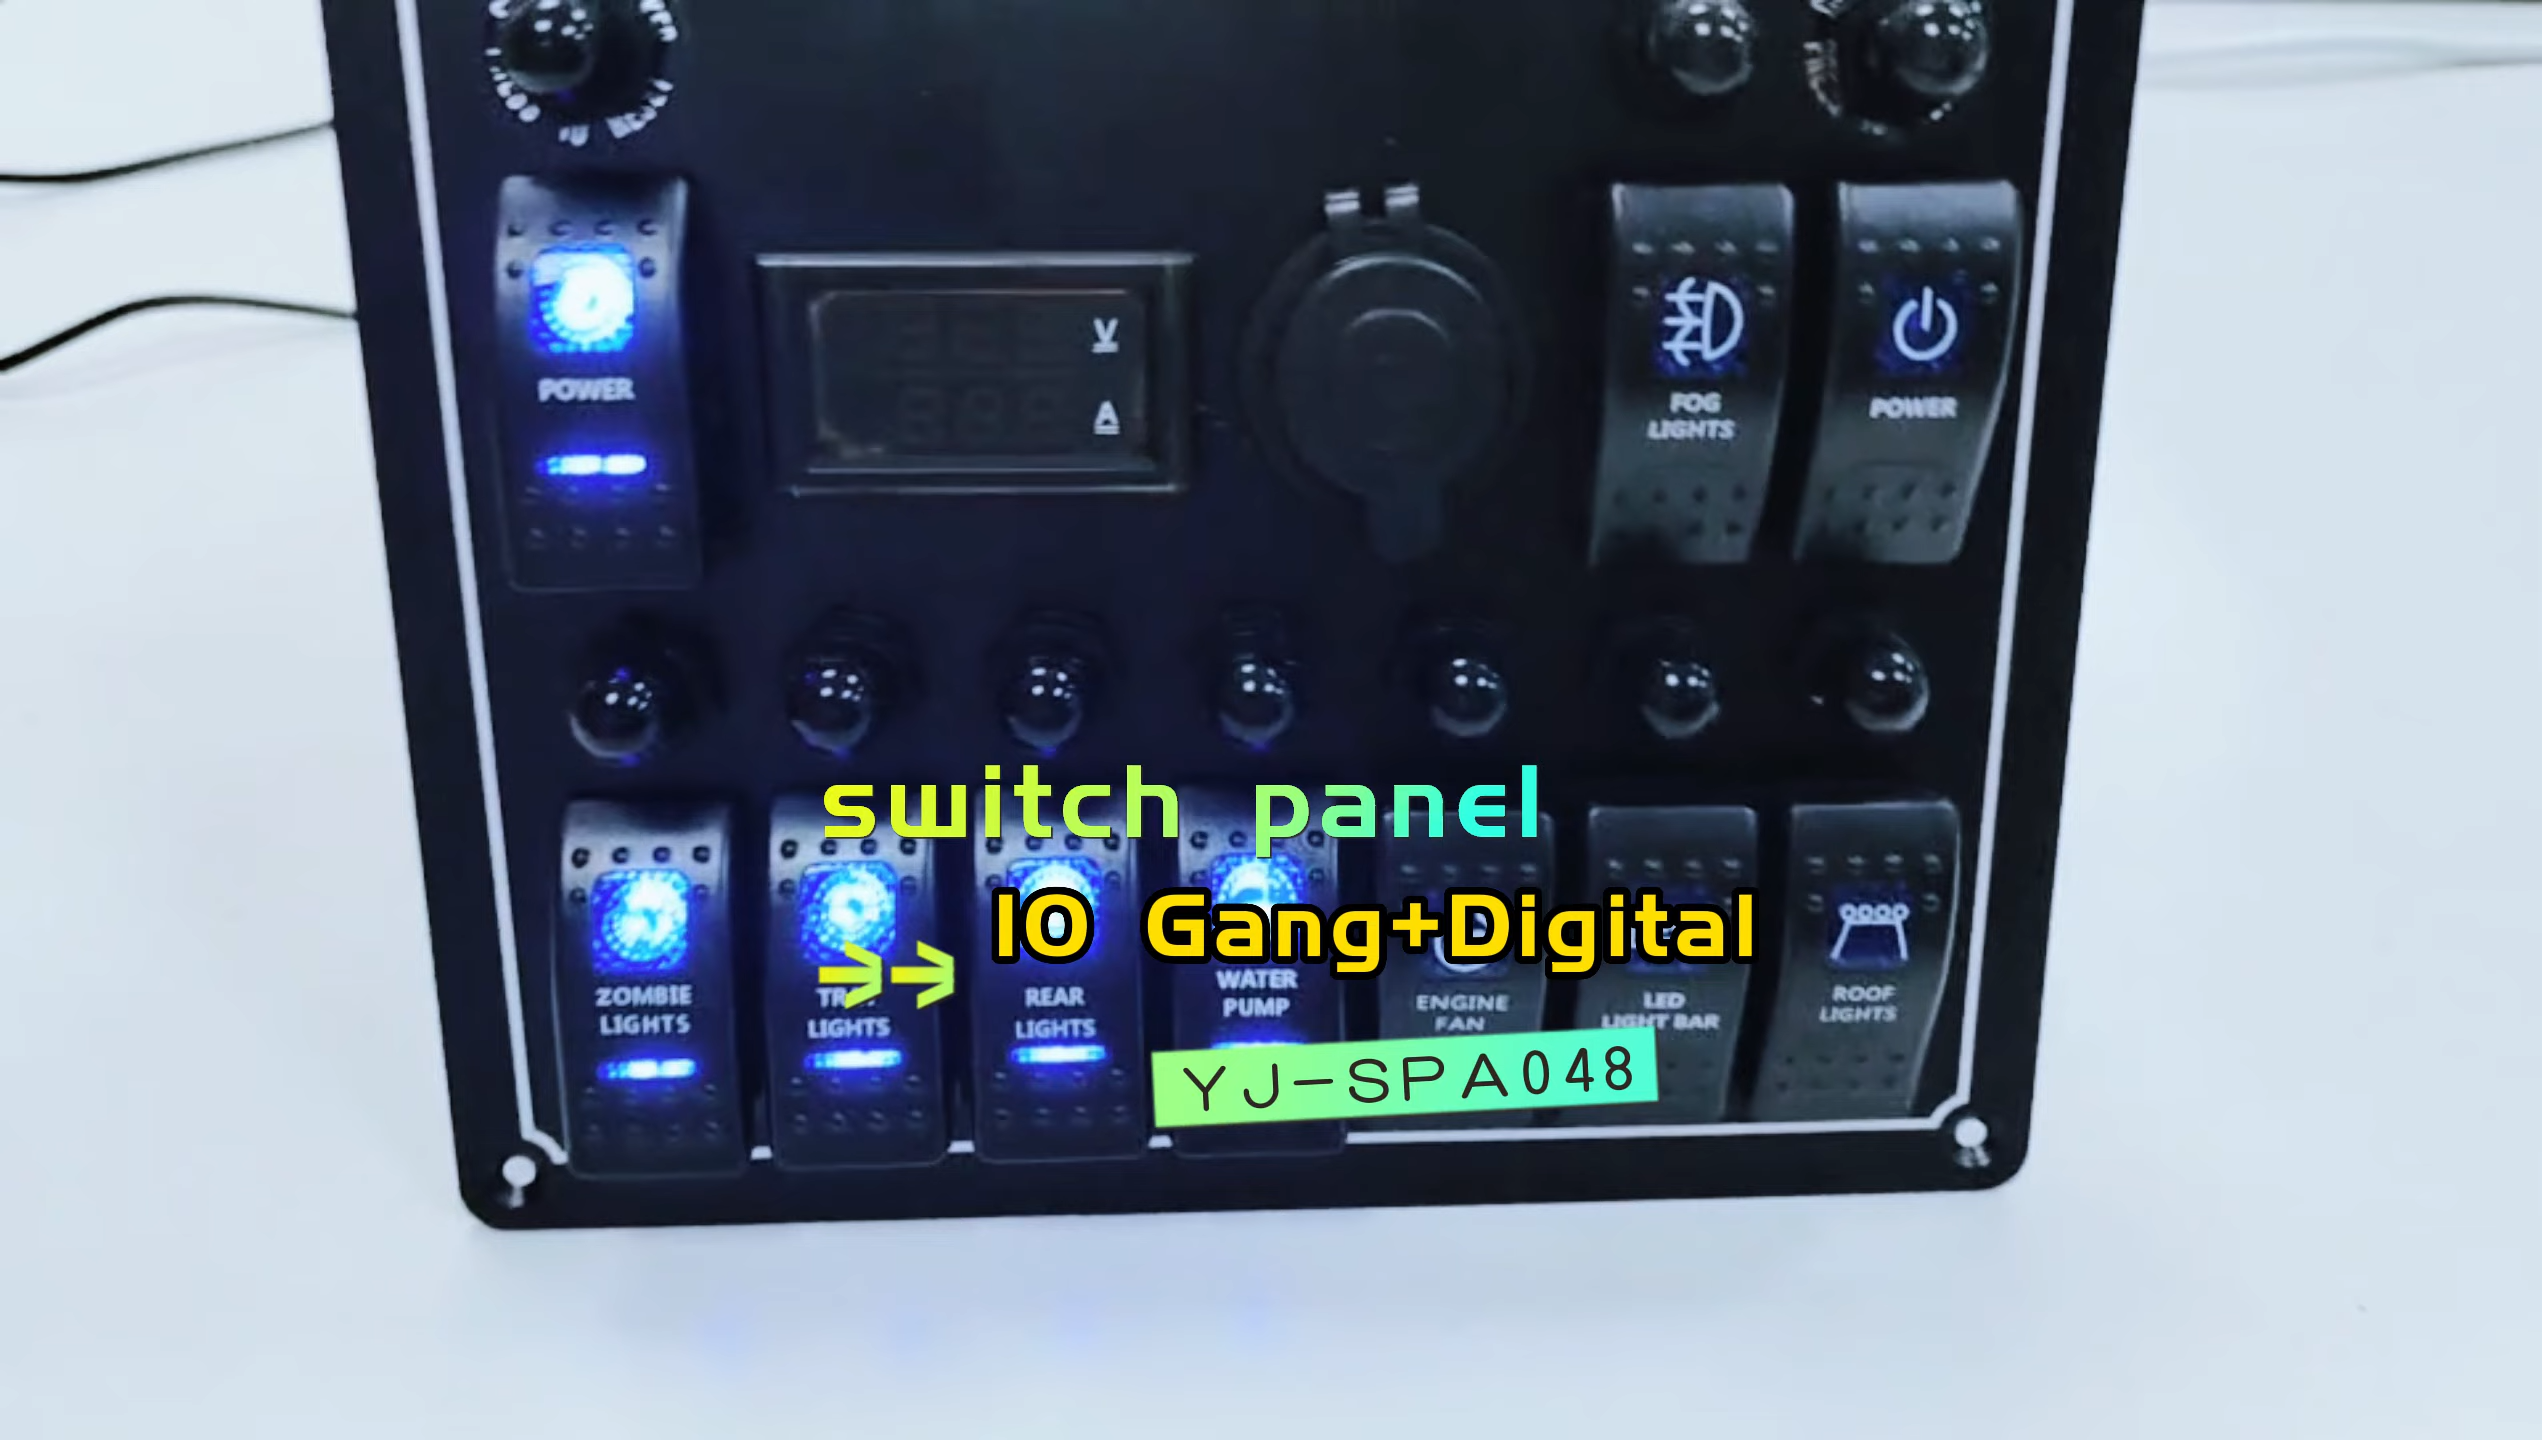 POWER
V
A
FOG
LIGHTS
POWER
switch panel
10 Gang+Digital
ZOMBIE
LIGHTS
LIGHTS
REAR
LIGHTS
WATER
PUMP
ENGINE
FAN
LED
LIGHT BAR
ROOF
LIGHTS
YJ-SPA048